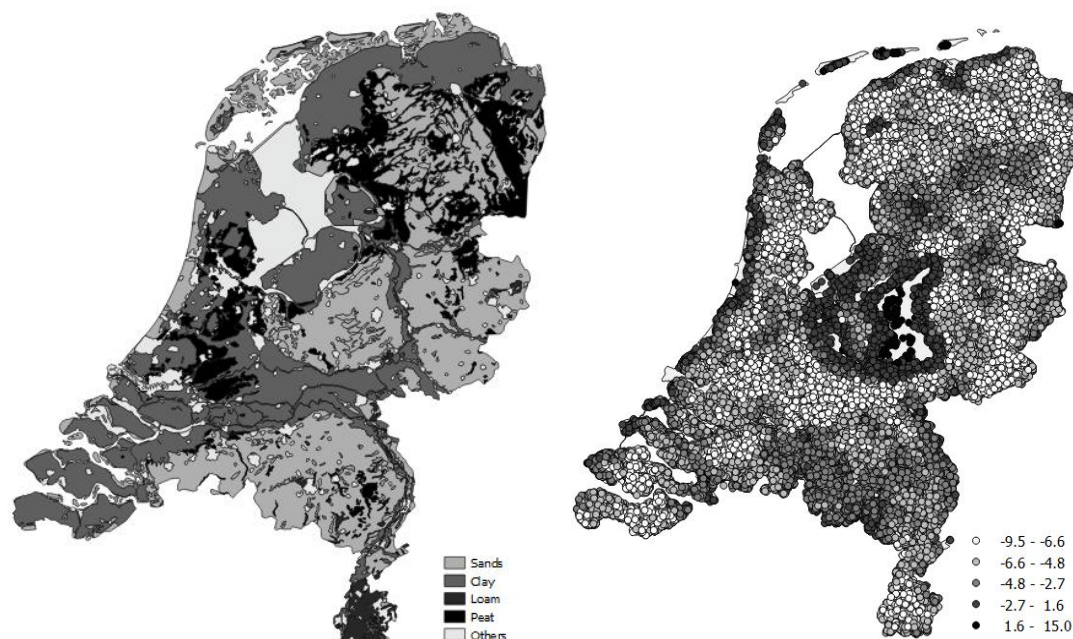 Sands
Clay
Loam
Peat
Others
-9.5 - -6.6
-6.6 - -4.8
-4.8 - -2.7
-2.7 - 1.6
1.6 - 15.0